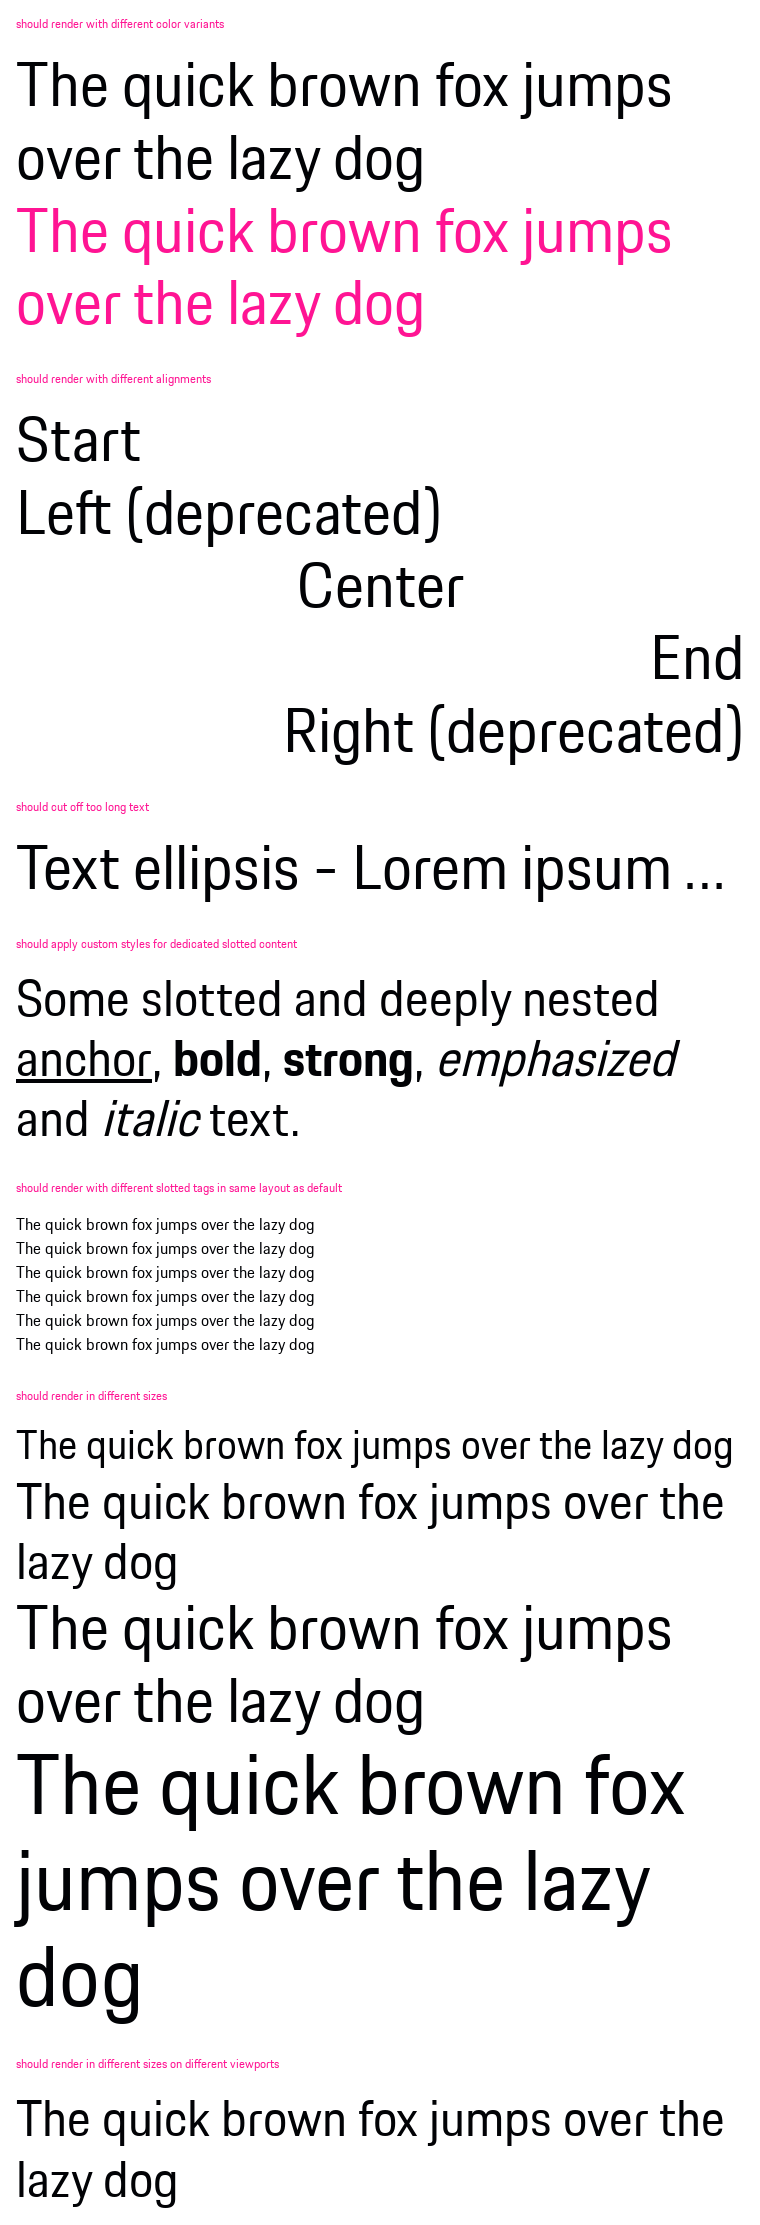 should render with different color variants
The quick brown fox jumps
over the lazy dog
The quick brown fox jumps
over the lazy dog
should render with different alignments
Start
Left (deprecated)
Center
End
Right (deprecated)
should cut off too long text
Text ellipsis - Lorem ipsum ...
should apply custom styles for dedicated slotted content
Some slotted and deeply nested
anchor, bold, strong, emphasized
and italic text.
should render with different slotted tags in same layout as default
The quick brown fox jumps over the lazy dog
The quick brown fox jumps over the lazy dog
The quick brown fox jumps over the lazy dog
The quick brown fox jumps over the lazy dog
The quick brown fox jumps over the lazy dog
The quick brown fox jumps over the lazy dog
should render in different sizes
The quick brown fox jumps over the lazy dog
The quick brown fox jumps over the
lazy dog
The quick brown fox jumps
over the lazy dog
The quick brown fox
jumps over the lazy
dog
should render in different sizes on different viewports
The quick brown fox jumps over the
lazy dog